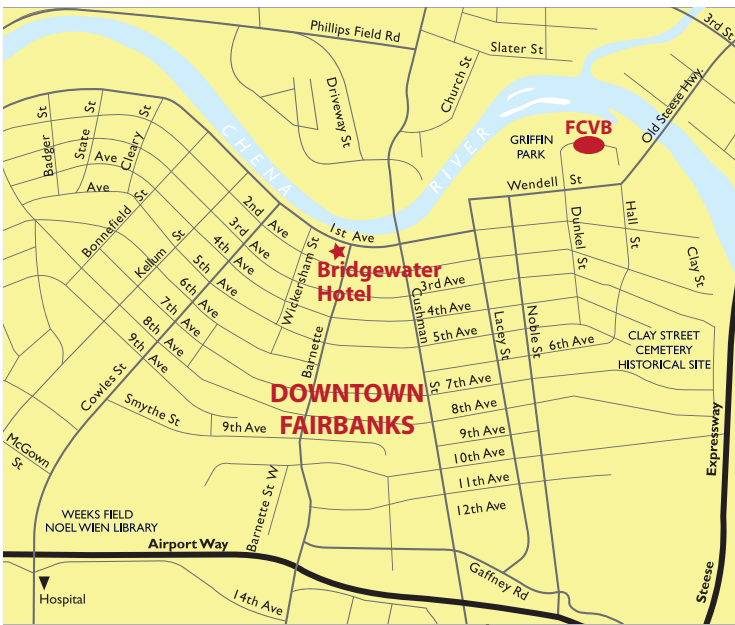 Phillips Field Rd
3rd St
Slater St
Church St
Driveway St
Old Steese Hwy.
Badger St
State St
Cleary St
Ave
Ave
CHENA
RIVER
FCVB
GRIFFIN
PARK
Wendell St
Bonnefield St
Kellum St
2nd Ave
3rd Ave
4th Ave
5th Ave
6th Ave
7th Ave
8th Ave
9th Ave
1st Ave
Wickersham St
Bridgewater
Hotel
Barnette
Cushman St
3rd Ave
4th Ave
5th Ave
Lacey St
Noble St
6th Ave
Dunkel St
Hall St
Clay St
CLAY STREET
CEMETERY
HISTORICAL SITE
7th Ave
8th Ave
9th Ave
10th Ave
11th Ave
12th Ave
DOWNTOWN
FAIRBANKS
Cowles St
Smythe St
9th Ave
McGown
St
Barnette St W
WEEKS FIELD
NOEL WIEN LIBRARY
Airport Way
Gaffney Rd
Steese Expressway
Hospital
14th Ave